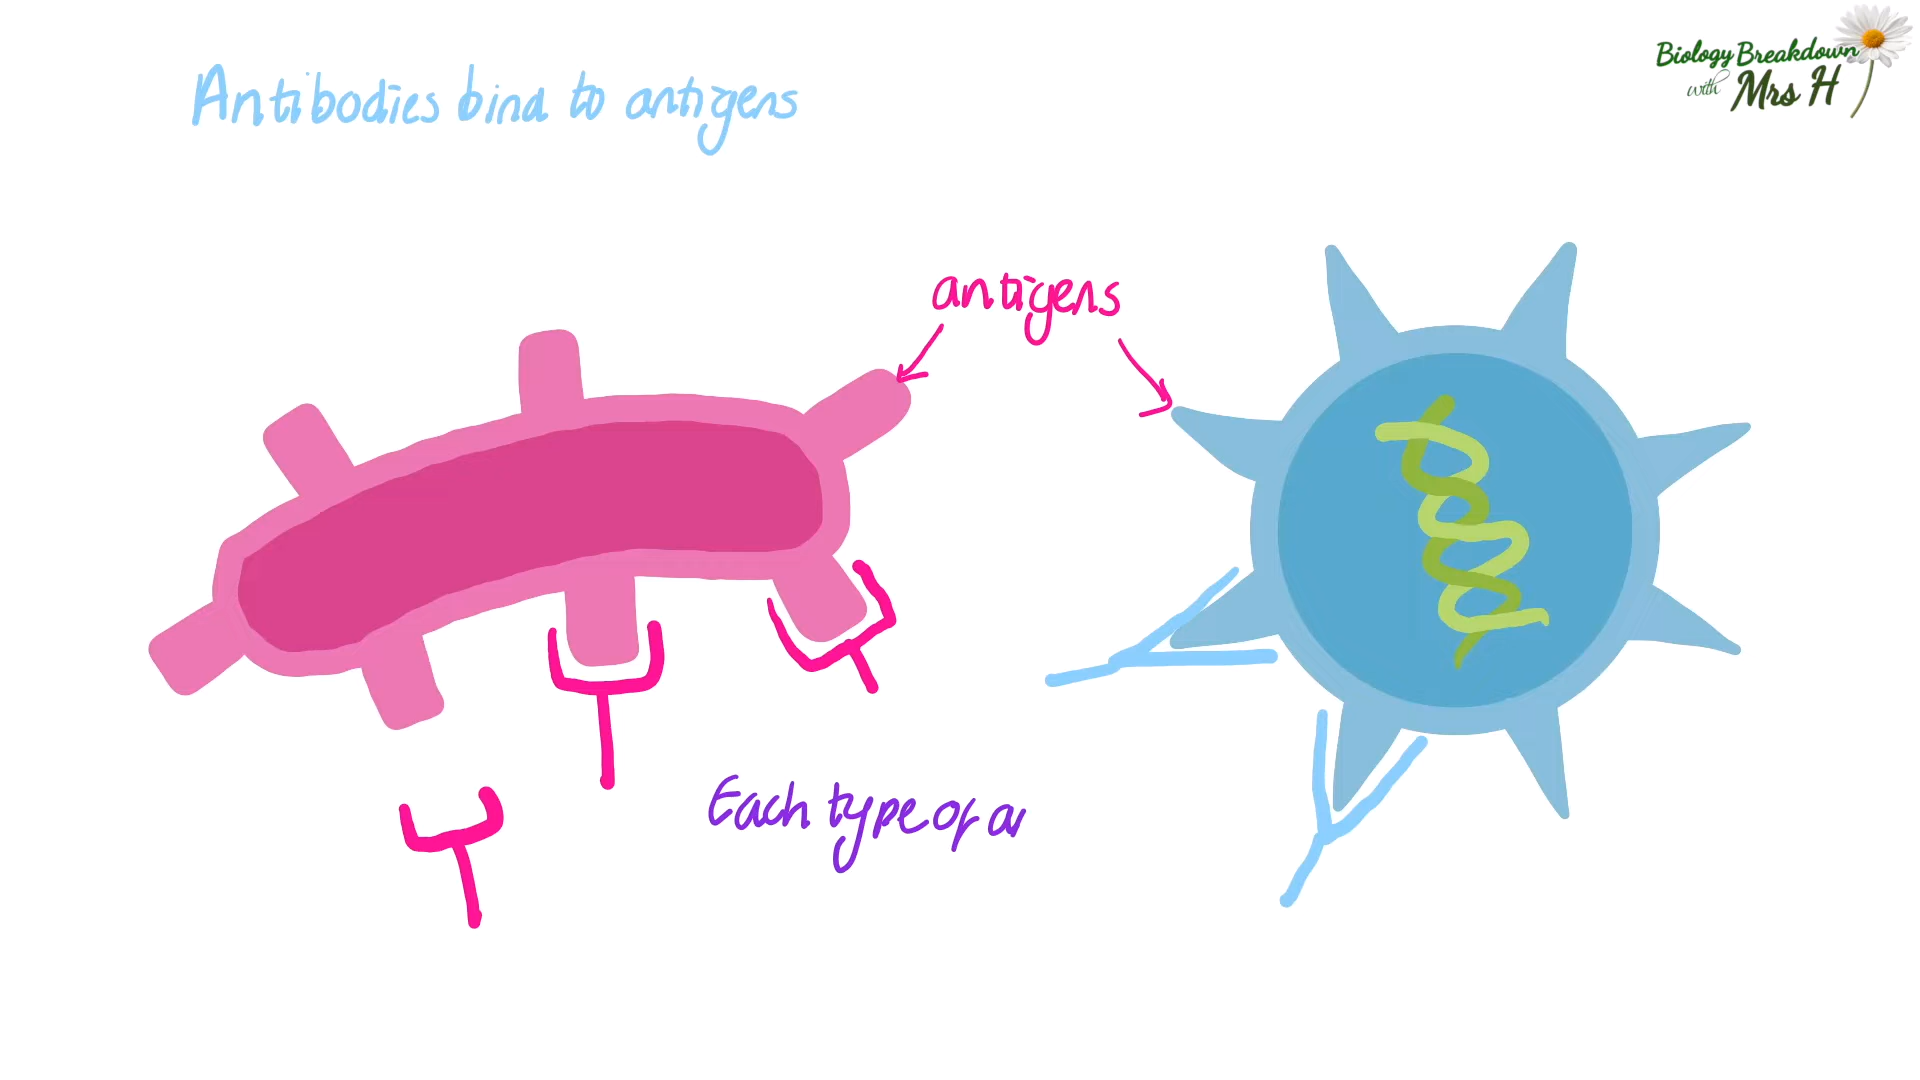 Biology Breakdown
with Mrs H
Antibodies bind to antigens
antigens
Each type of a